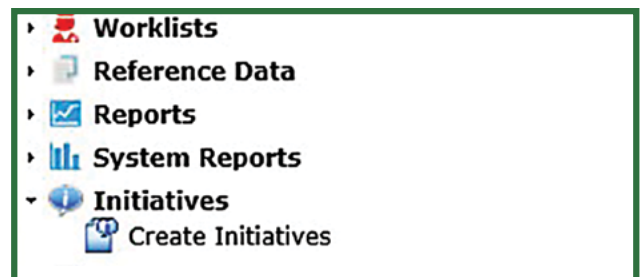 Worklists
Reference Data
Reports
System Reports
Initiatives
Create Initiatives